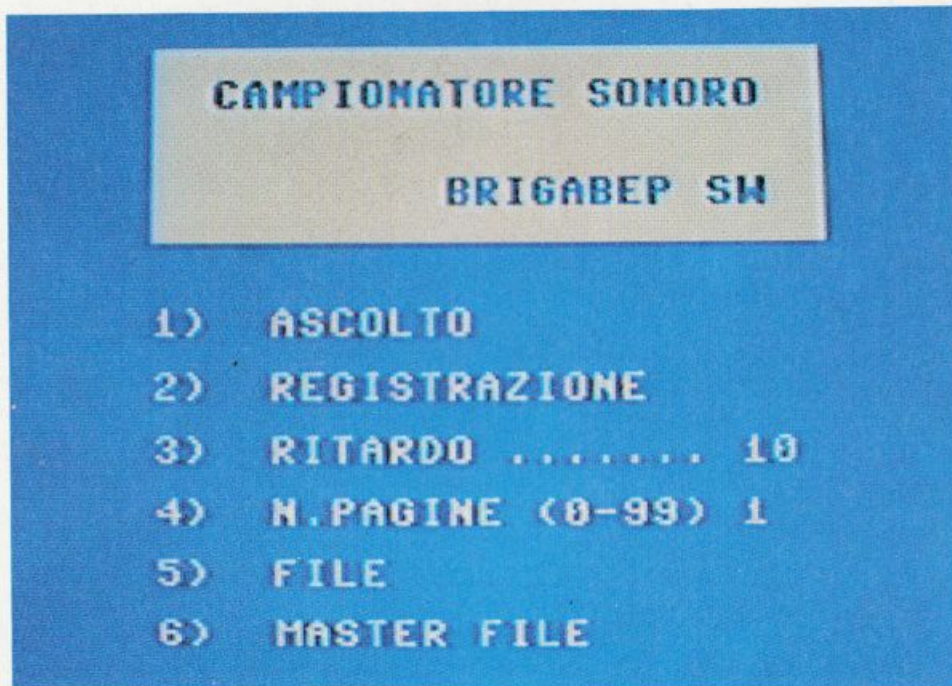 CAMPIONATORE SONORO
BRIGABEP SW
1) ASCOLTO
2) REGISTRAZIONE
3) RITARDO ....... 10
4) N.PAGINE (0-99) 1
5) FILE
6) MASTER FILE